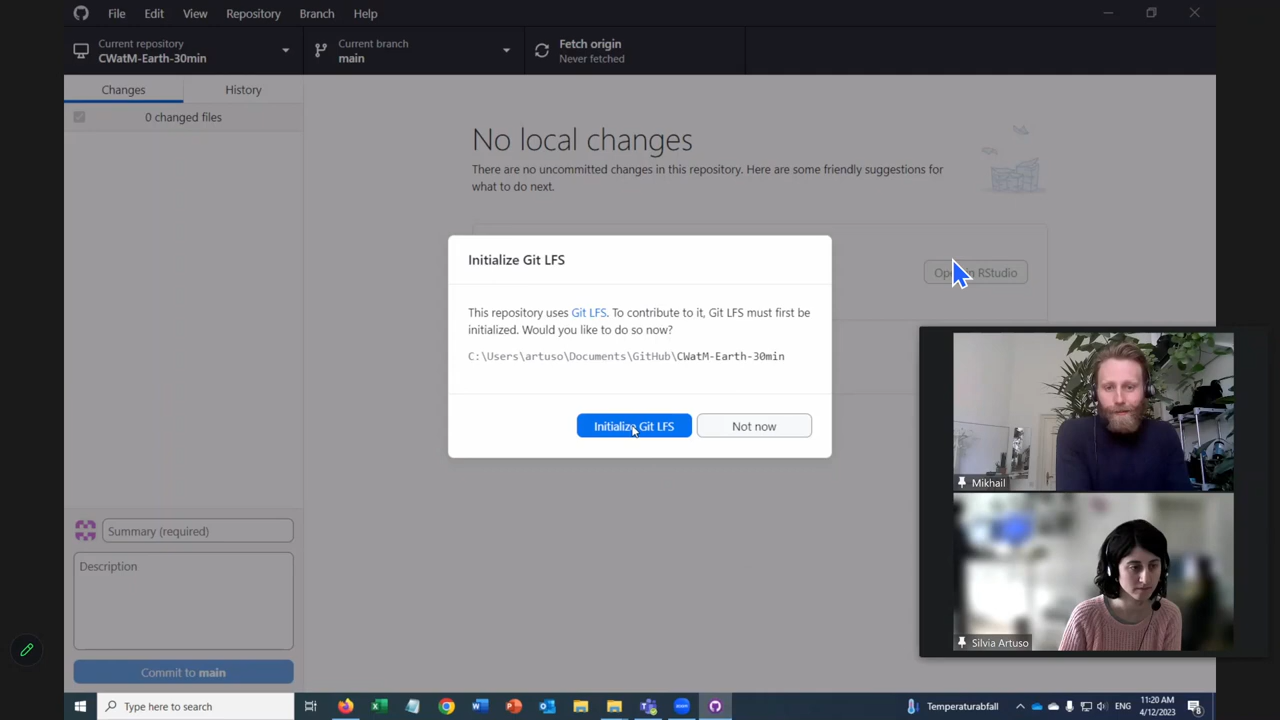 File Edit View Repository Branch Help
Current repository
CWatM-Earth-30min
Current branch
main
Fetch origin
Never fetched
Changes
History
0 changed files
No local changes
There are no uncommitted changes in this repository. Here are some friendly suggestions for
what to do next.
Initialize Git LFS
This repository uses Git LFS. To contribute to it, Git LFS must first be
initialized. Would you like to do so now?
C:\Users\artuso\Documents\GitHub\CWatM-Earth-30min
Initialize Git LFS
Not now
RStudio
Mikhail
Silvia Artuso
Summary (required)
Description
Commit to main
Type here to search
Temperaturabfall
ENG
11:20 AM
4/12/2023
8